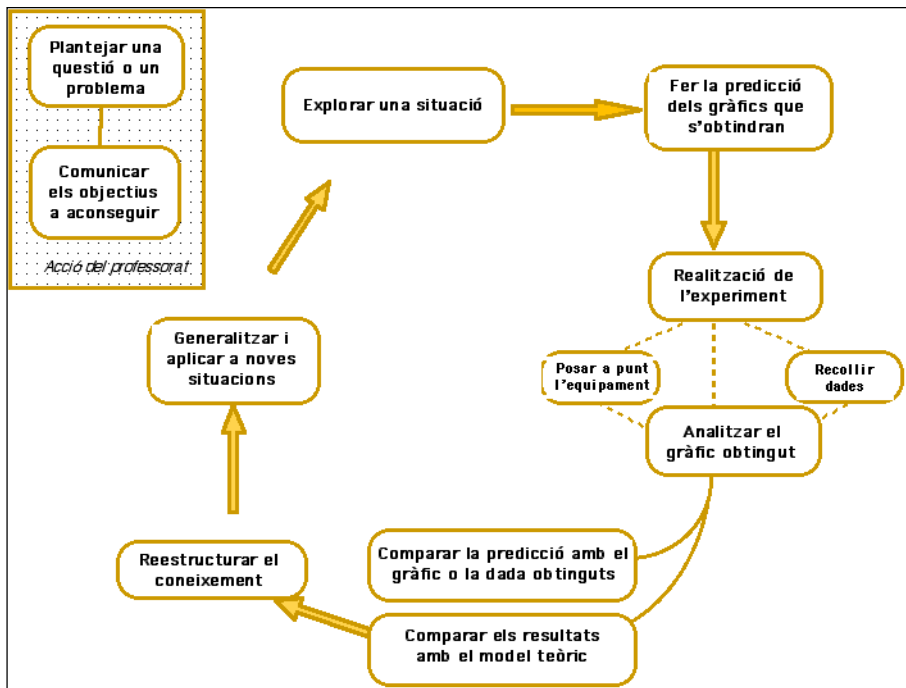 Plantejar una
questió o un
problema
Comunicar
els objectius
a aconseguir
Acció del professorat
Explorar una situació
Fer la predicció
dels gràfics que
s'obtindran
Realització de
l'experiment
Posar a punt
l'equipament
Recollir
dades
Analitzar el
gràfic obtingut
Comparar la predicció amb el
gràfic o la dada obtinguts
Comparar els resultats
amb el model teòric
Reestructurar el
coneixement
Generalitzar i
aplicar a noves
situacions